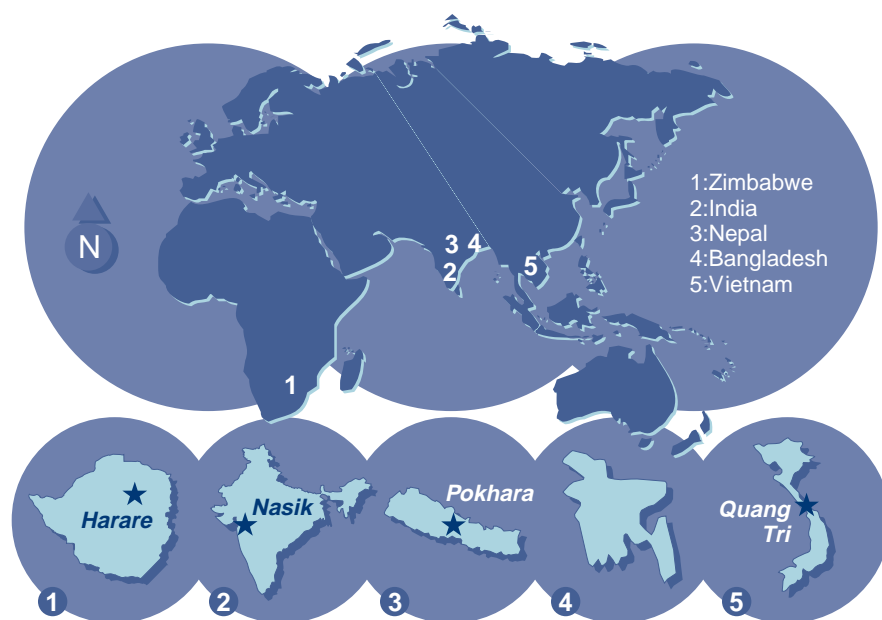 N
3 4
2
5
1
1:Zimbabwe
2:India
3:Nepal
4:Bangladesh
5:Vietnam
Harare
Nasik
Pokhara
Quang
Tri
1
2
3
4
5